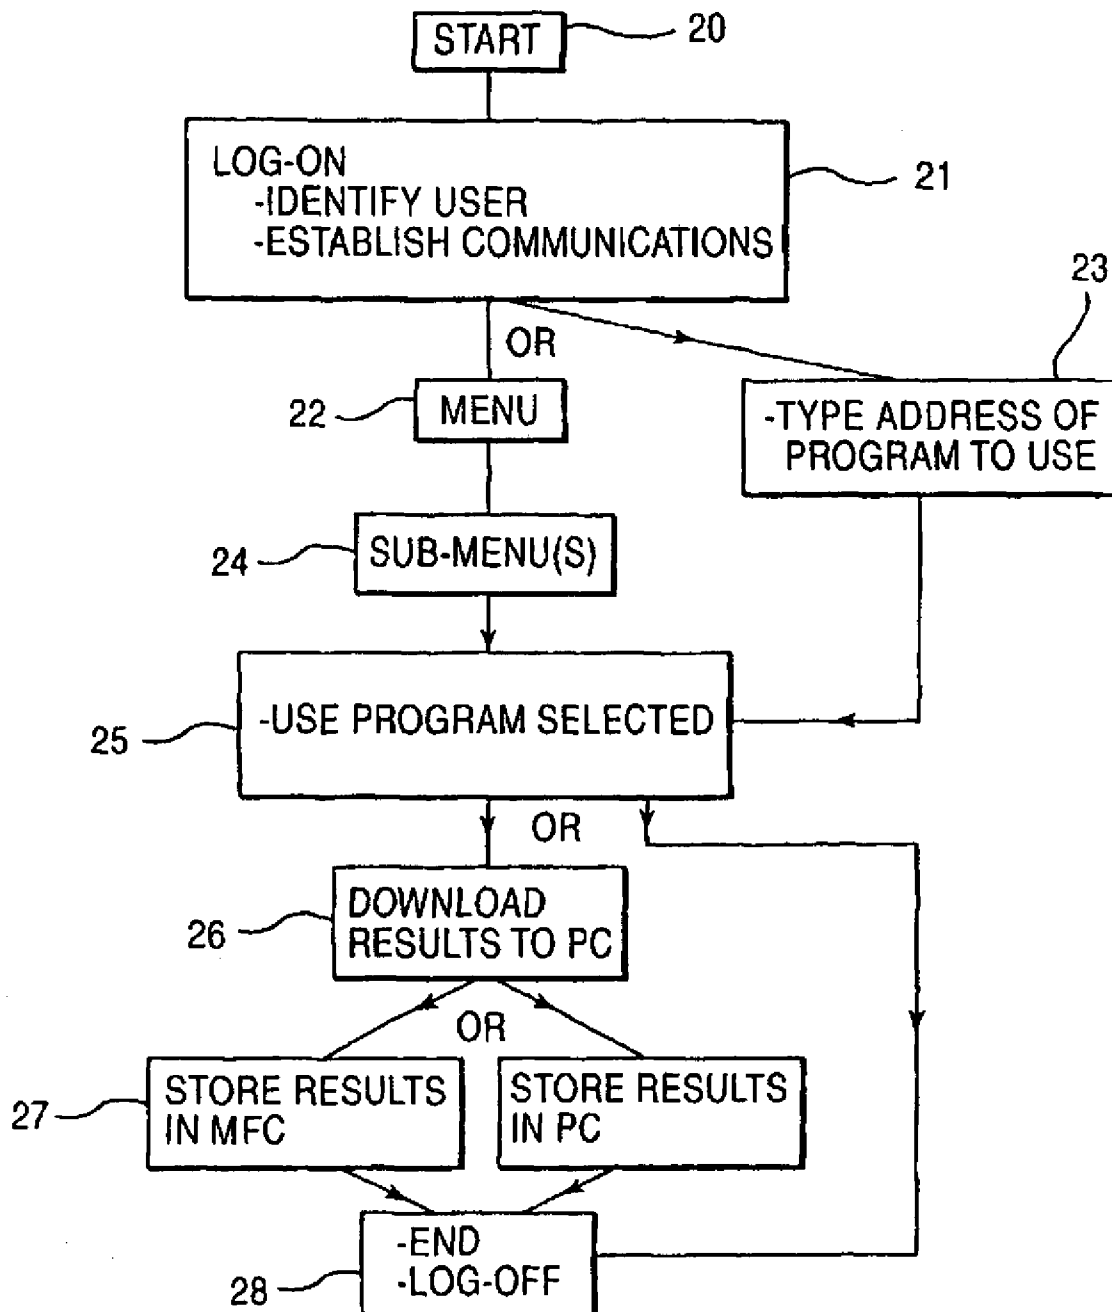 START
20
LOG-ON
-IDENTIFY USER
-ESTABLISH COMMUNICATIONS
21
OR
23
22
MENU
-TYPE ADDRESS OF
PROGRAM TO USE
24
SUB-MENU(S)
25
-USE PROGRAM SELECTED
OR
26
DOWNLOAD
RESULTS TO PC
OR
27
STORE RESULTS
IN MFC
STORE RESULTS
IN PC
28
-END
-LOG-OFF